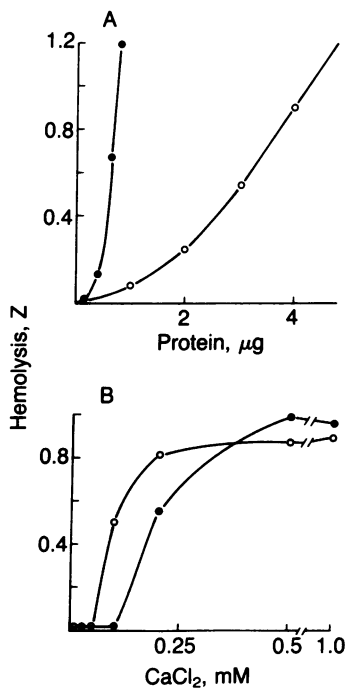 A
1.2
0.8
0.4
2
4
Protein, μg
Hemolysis, Z
B
0.8
0.4
0.25
0.5
1.0
CaCl₂, mM